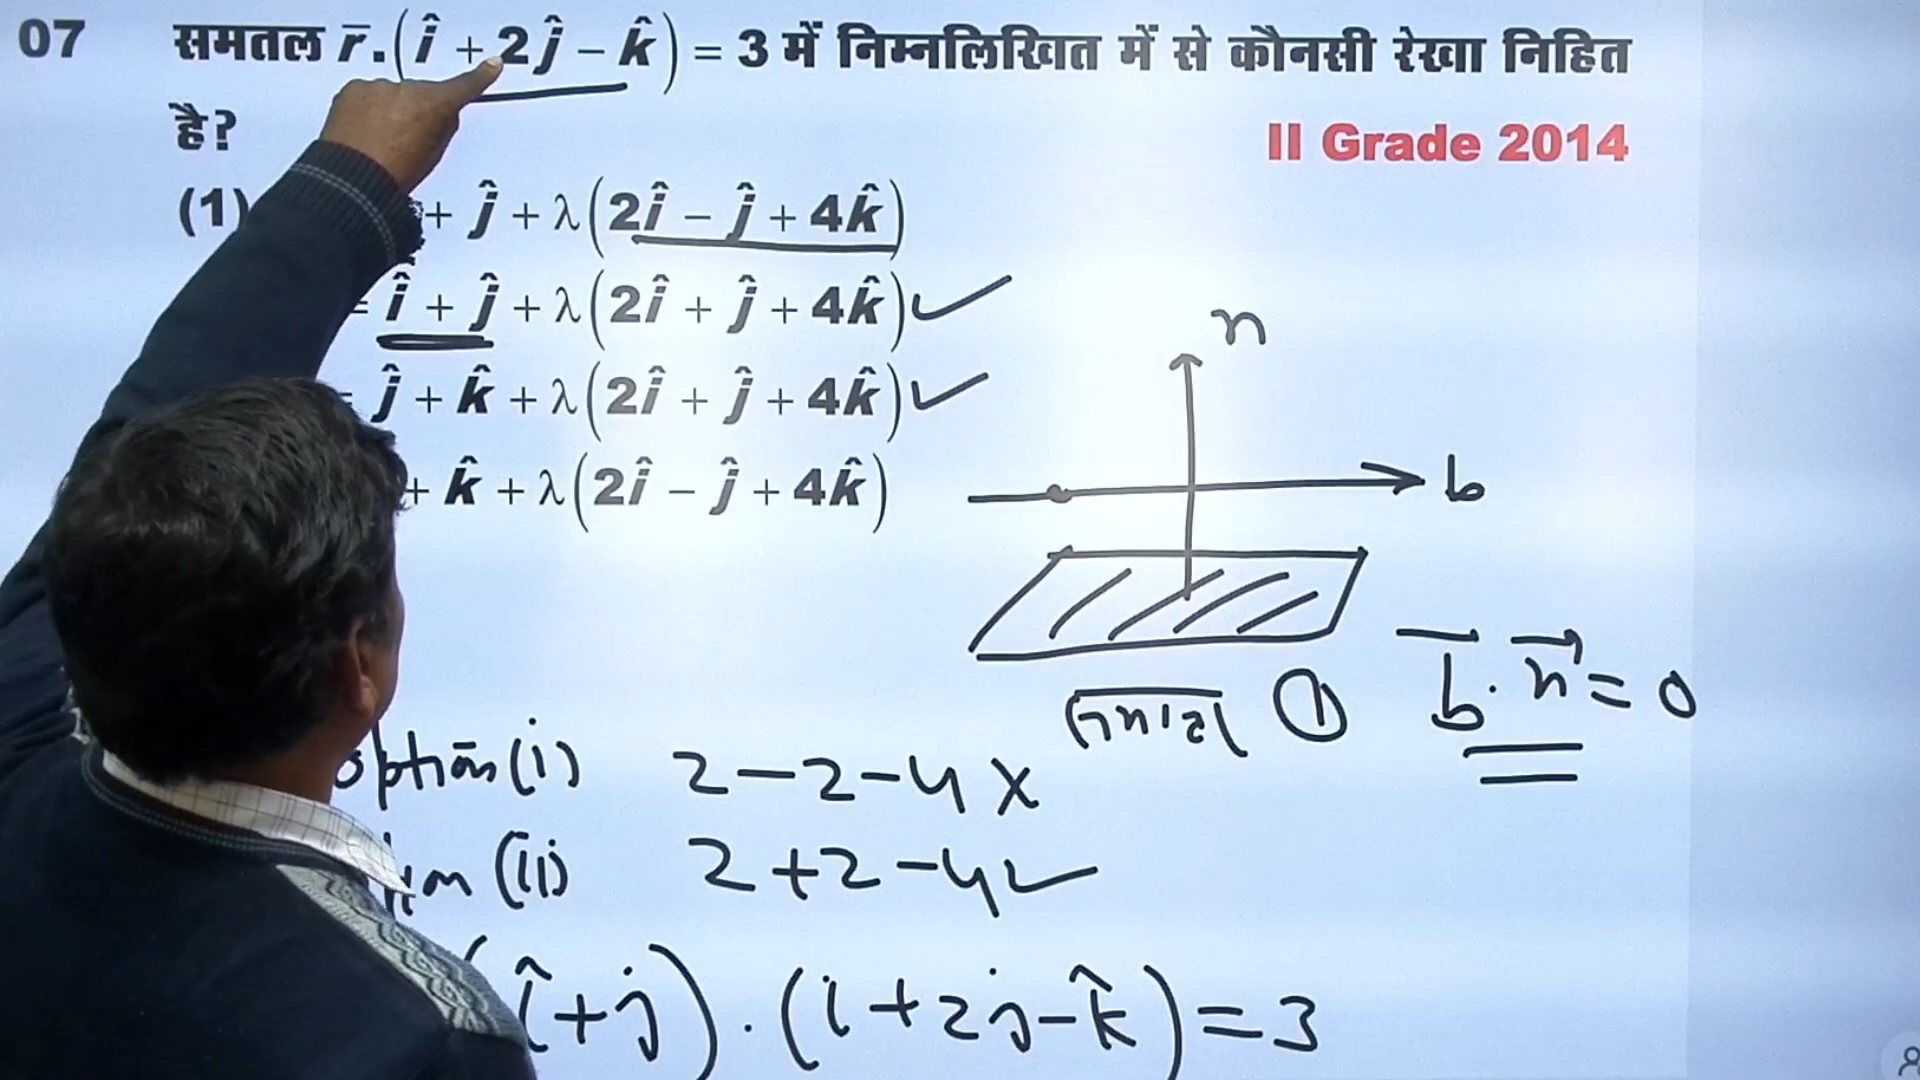 07 समतल r̄.(î + 2ĵ − k̂) = 3 में निम्नलिखित में से कौनसी रेखा निहित
है?
II Grade 2014
(1) + ĵ + λ(2î − ĵ + 4k̂)
= î + ĵ + λ(2î + ĵ + 4k̂) ✓
ĵ + k̂ + λ(2î + ĵ + 4k̂) ✓
+ k̂ + λ(2î − ĵ + 4k̂)
n
b
① b⃗ . n⃗ = 0
option (i) 2 − 2 − 4 ×
(ii) 2 + 2 − 4 ✓
(î + j) . (i + 2j − k̂) = 3